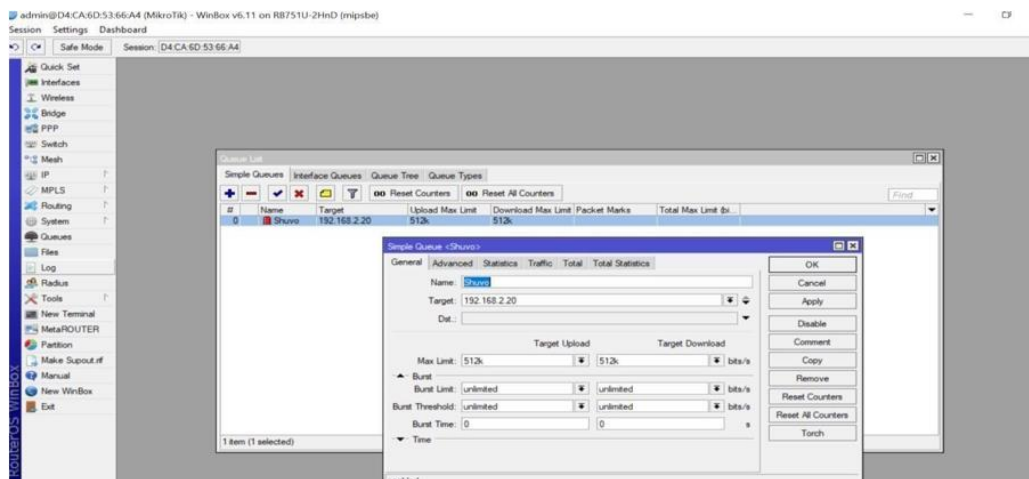 admin@D4:CA:6D:53:66:A4 (MikroTik) - WinBox v6.11 on RB751U-2HnD (mipsbe)
Session Settings Dashboard
Safe Mode Session: D4:CA:6D:53:66:A4
Quick Set
Interfaces
Wireless
Bridge
PPP
Switch
Mesh
IP
MPLS
Routing
System
Queues
Files
Log
Radius
Tools
New Terminal
MetaROUTER
Partition
Make Supout.rif
Manual
New WinBox
Exit
RouterOS WinBox
Queue List
Simple Queues Interface Queues Queue Tree Queue Types
00 Reset Counters 00 Reset All Counters Find
# Name Target Upload Max Limit Download Max Limit Packet Marks Total Max Limit (bi...
0 Shuvo 192.168.2.20 512k 512k
1 item (1 selected)
Simple Queue <Shuvo>
General Advanced Statistics Traffic Total Total Statistics
Name: Shuvo
Target: 192.168.2.20
Dst.:
Target Upload Target Download
Max Limit: 512k 512k bits/s
Burst
Burst Limit: unlimited unlimited bits/s
Burst Threshold: unlimited unlimited bits/s
Burst Time: 0 0 s
Time
OK
Cancel
Apply
Disable
Comment
Copy
Remove
Reset Counters
Reset All Counters
Torch